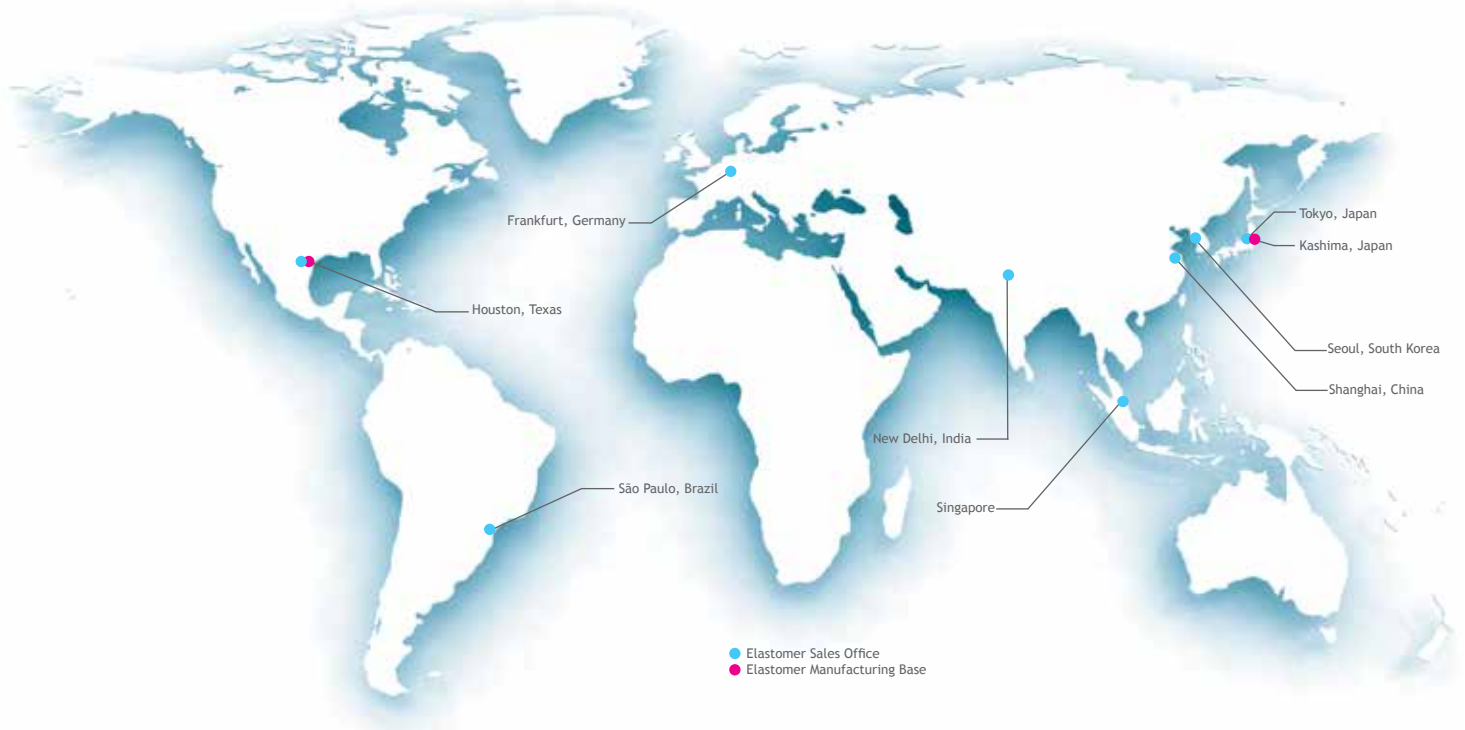 Tokyo, Japan
Frankfurt, Germany
Kashima, Japan
Houston, Texas
Seoul, South Korea
Shanghai, China
New Delhi, India
São Paulo, Brazil
Singapore
Elastomer Sales Office
Elastomer Manufacturing Base